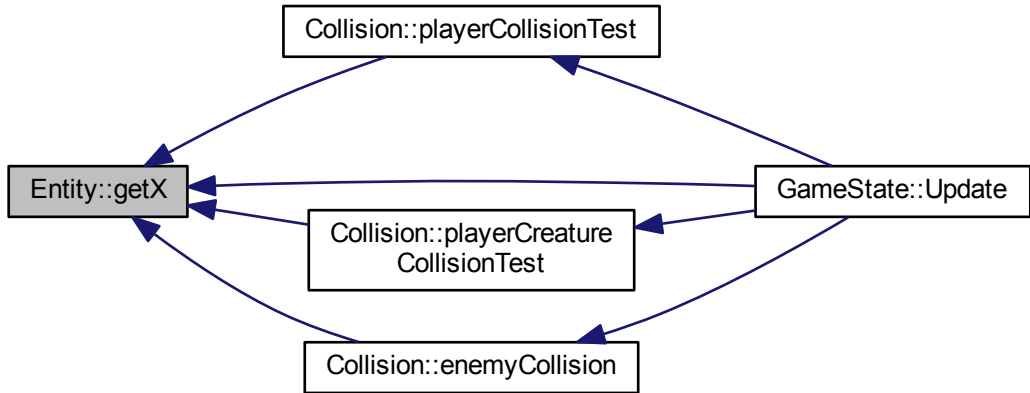 Collision::playerCollisionTest
Entity::getX
GameState::Update
Collision::playerCreature
CollisionTest
Collision::enemyCollision